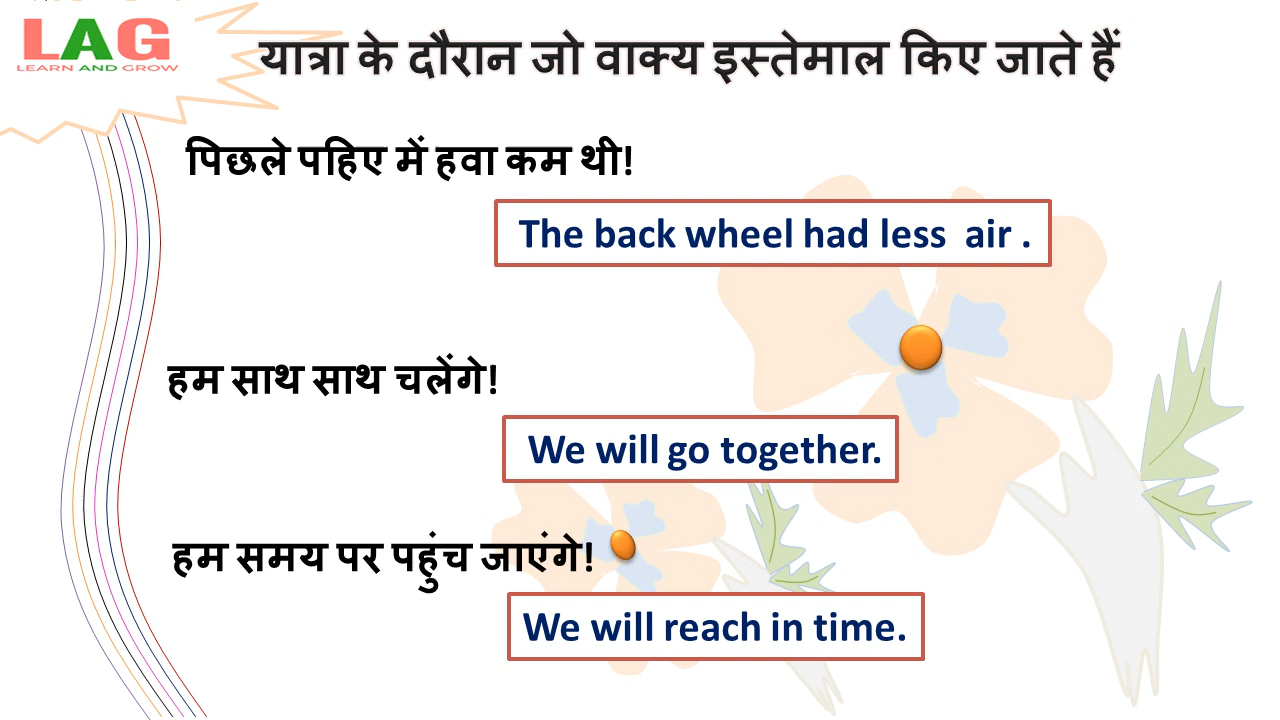 LAG
LEARN AND GROW
यात्रा के दौरान जो वाक्य इस्तेमाल किए जाते हैं
पिछले पहिए में हवा कम थी!
The back wheel had less air .
हम साथ साथ चलेंगे!
We will go together.
हम समय पर पहुंच जाएंगे!
We will reach in time.